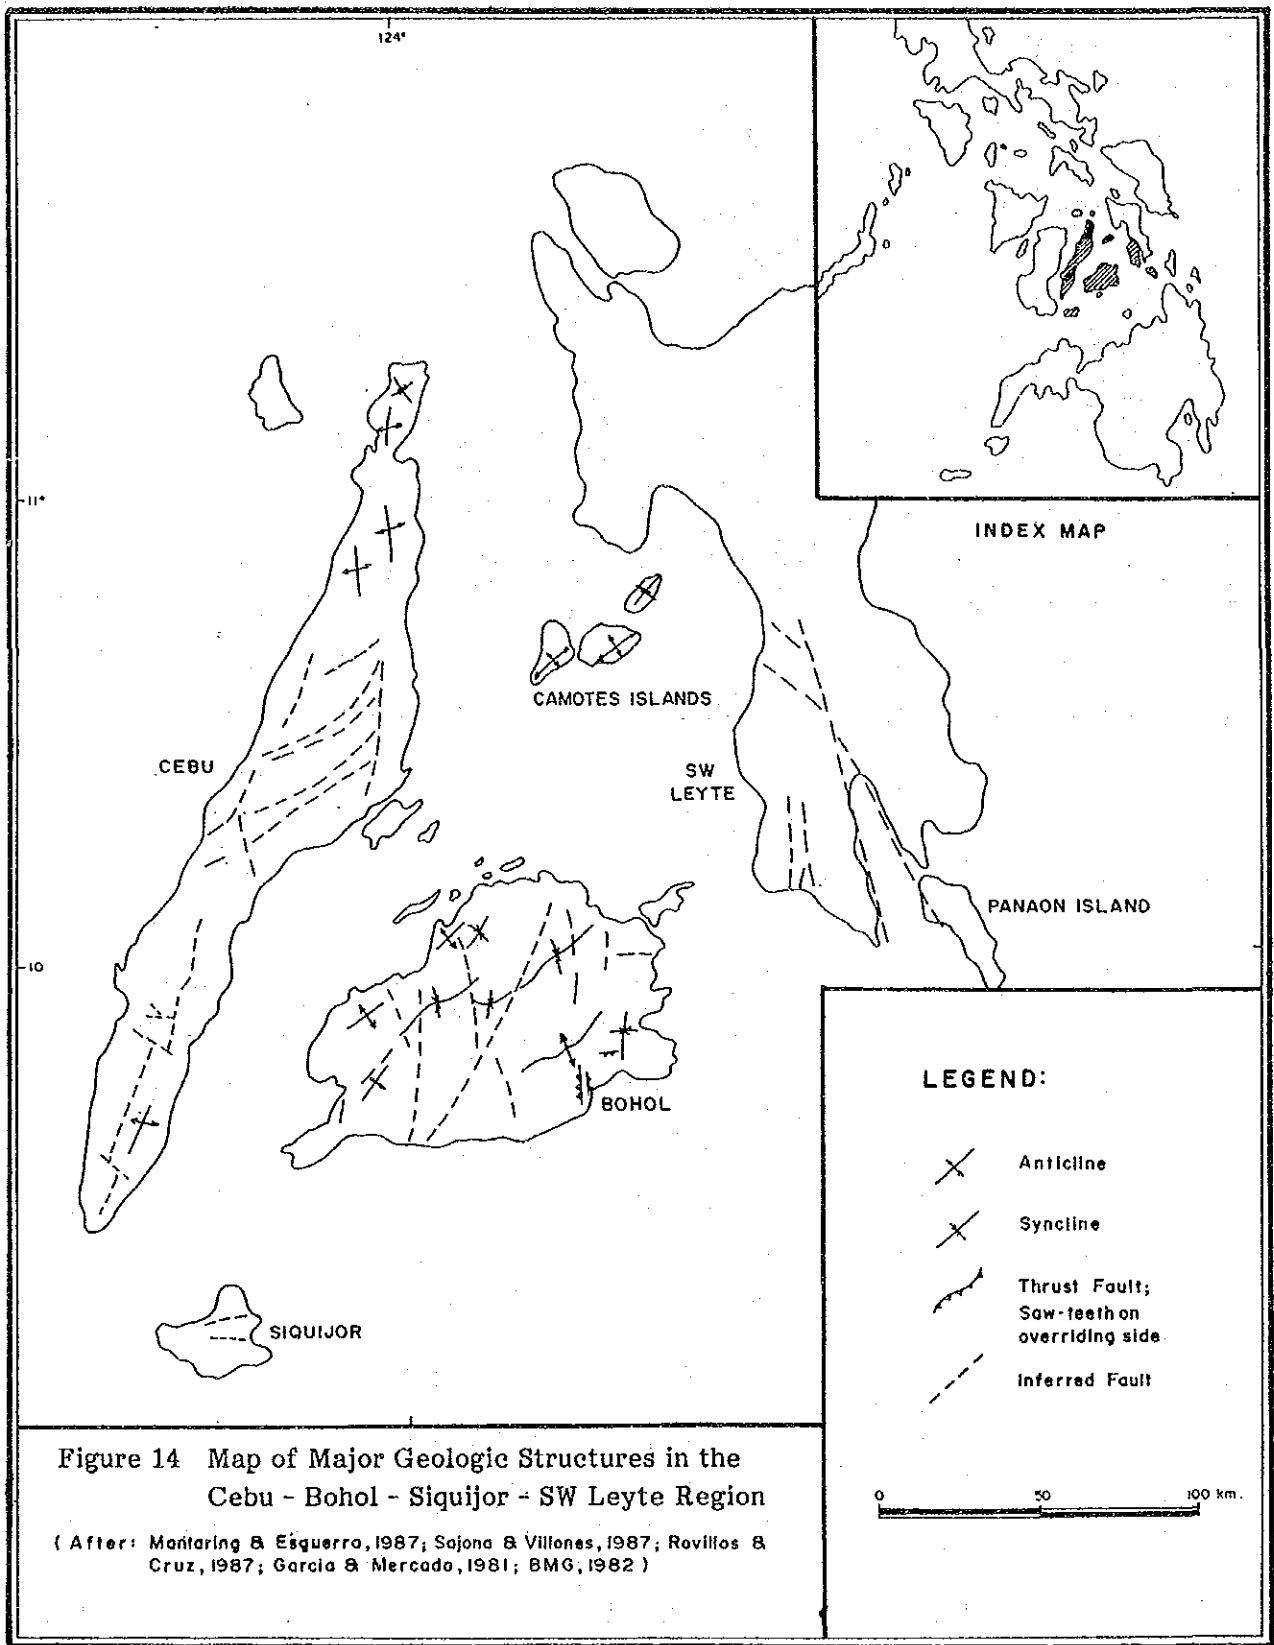 124°
11°
INDEX MAP
CAMOTES ISLANDS
CEBU
SW
LEYTE
PANAON ISLAND
10
BOHOL
SIQUIJOR
LEGEND:
Anticline
Syncline
Thrust Fault;
Saw-teeth on
overriding side
Inferred Fault
0 50 100 km.
Figure 14 Map of Major Geologic Structures in the
Cebu - Bohol - Siquijor - SW Leyte Region
( After: Montaring & Esguerra, 1987; Sajona & Villones, 1987; Rovillos &
Cruz, 1987; Garcia & Mercado, 1981; BMG, 1982 )